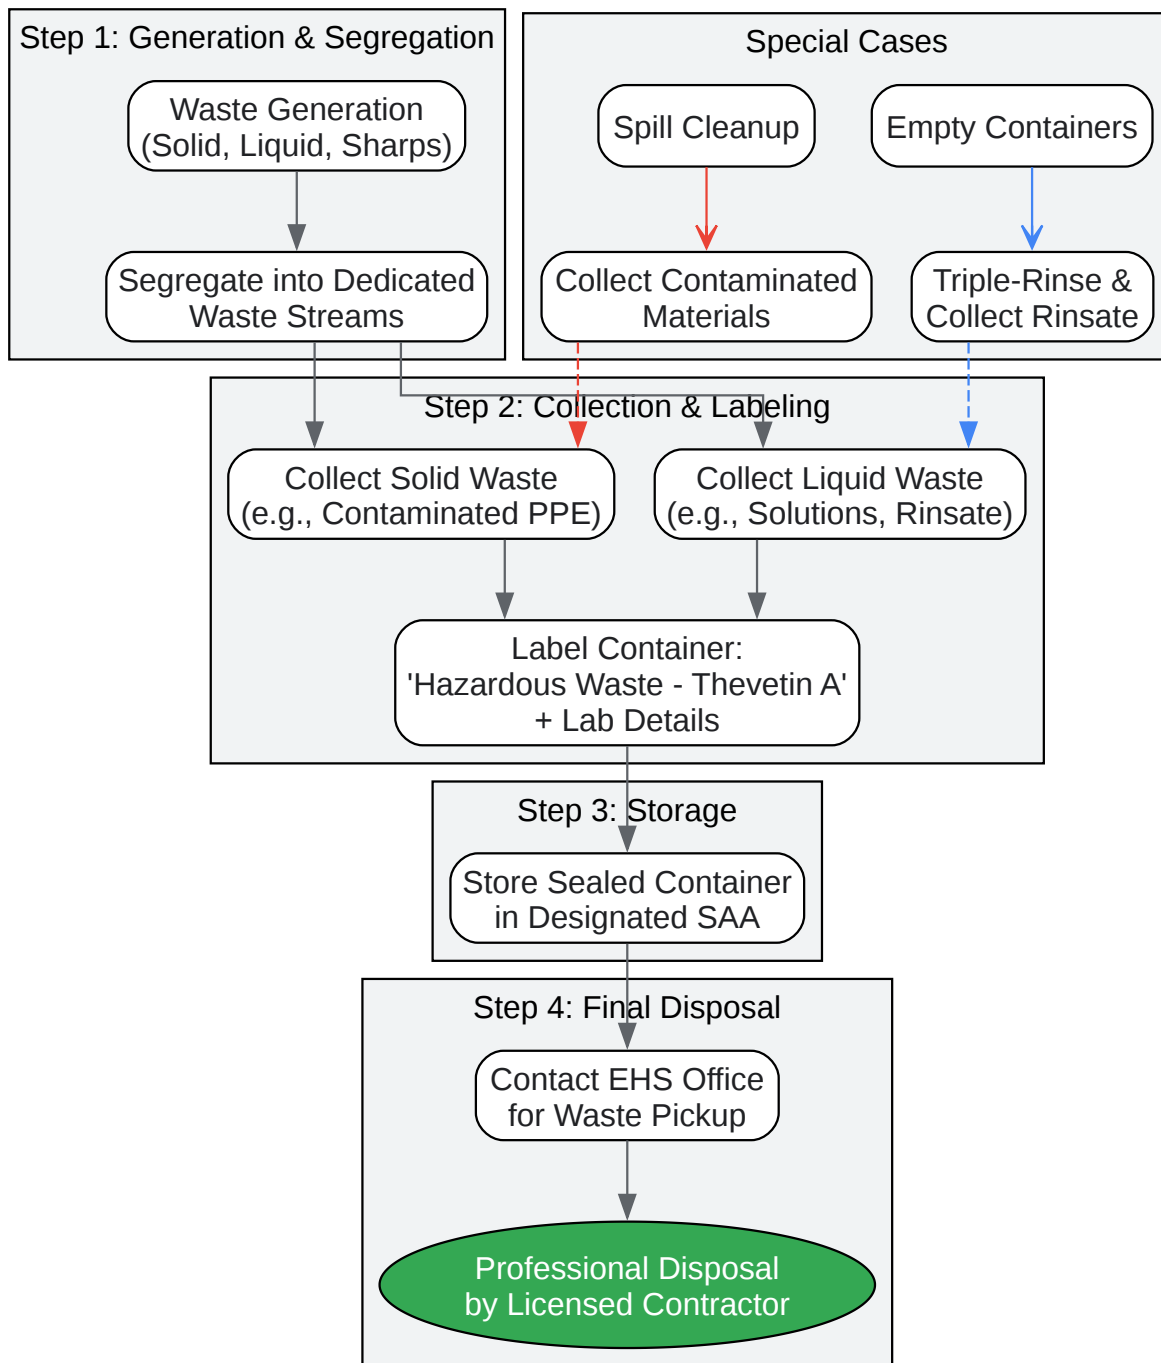 Step 1: Generation & Segregation
Waste Generation
(Solid, Liquid, Sharps)
Segregate into Dedicated
Waste Streams
Special Cases
Spill Cleanup
Empty Containers
Collect Contaminated
Materials
Triple-Rinse &
Collect Rinsate
Step 2: Collection & Labeling
Collect Solid Waste
(e.g., Contaminated PPE)
Collect Liquid Waste
(e.g., Solutions, Rinsate)
Label Container:
'Hazardous Waste - Thevetin A'
+ Lab Details
Step 3: Storage
Store Sealed Container
in Designated SAA
Step 4: Final Disposal
Contact EHS Office
for Waste Pickup
Professional Disposal
by Licensed Contractor